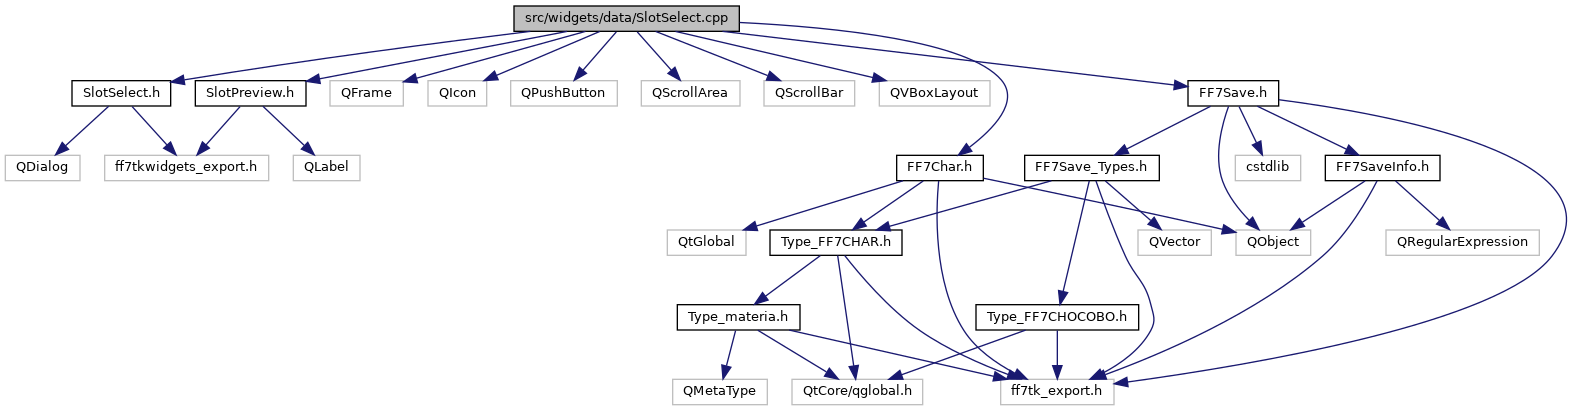 src/widgets/data/SlotSelect.cpp
SlotSelect.h
SlotPreview.h
QFrame
QIcon
QPushButton
QScrollArea
QScrollBar
QVBoxLayout
FF7Save.h
QDialog
ff7tkwidgets_export.h
QLabel
FF7Char.h
FF7Save_Types.h
cstdlib
FF7SaveInfo.h
QtGlobal
Type_FF7CHAR.h
QVector
QObject
QRegularExpression
Type_materia.h
Type_FF7CHOCOBO.h
QMetaType
QtCore/qglobal.h
ff7tk_export.h